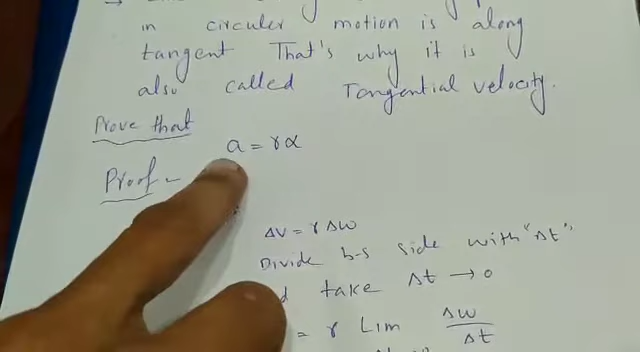 in circuler motion is along
tangent That's why it is
also called Tangential velocity.
Prove that
a = rα
Proof -
ΔV = r Δω
Divide b-s side with "Δt"
take Δt → 0
= r Lim Δω
Δt